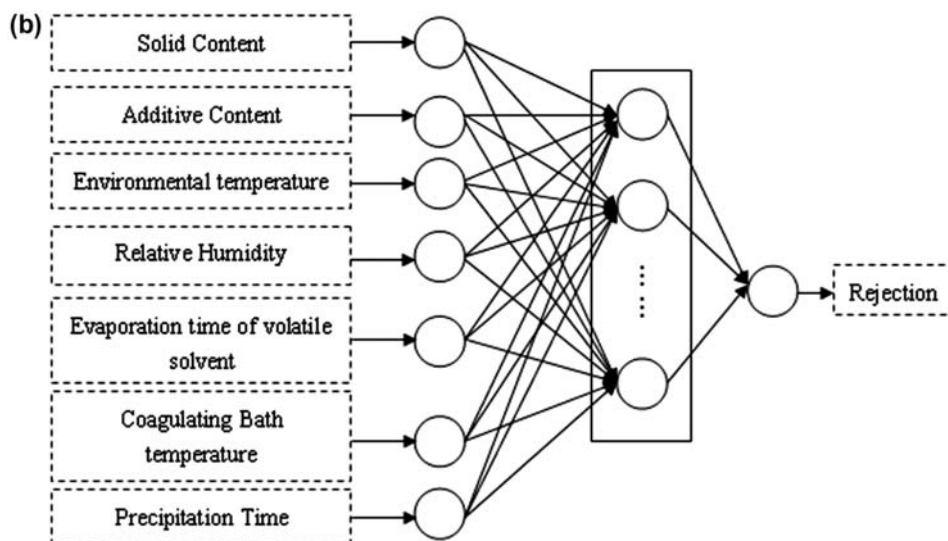 (b)
Solid Content
Additive Content
Environmental temperature
Relative Humidity
Evaporation time of volatile
solvent
Coagulating Bath
temperature
Precipitation Time
Rejection